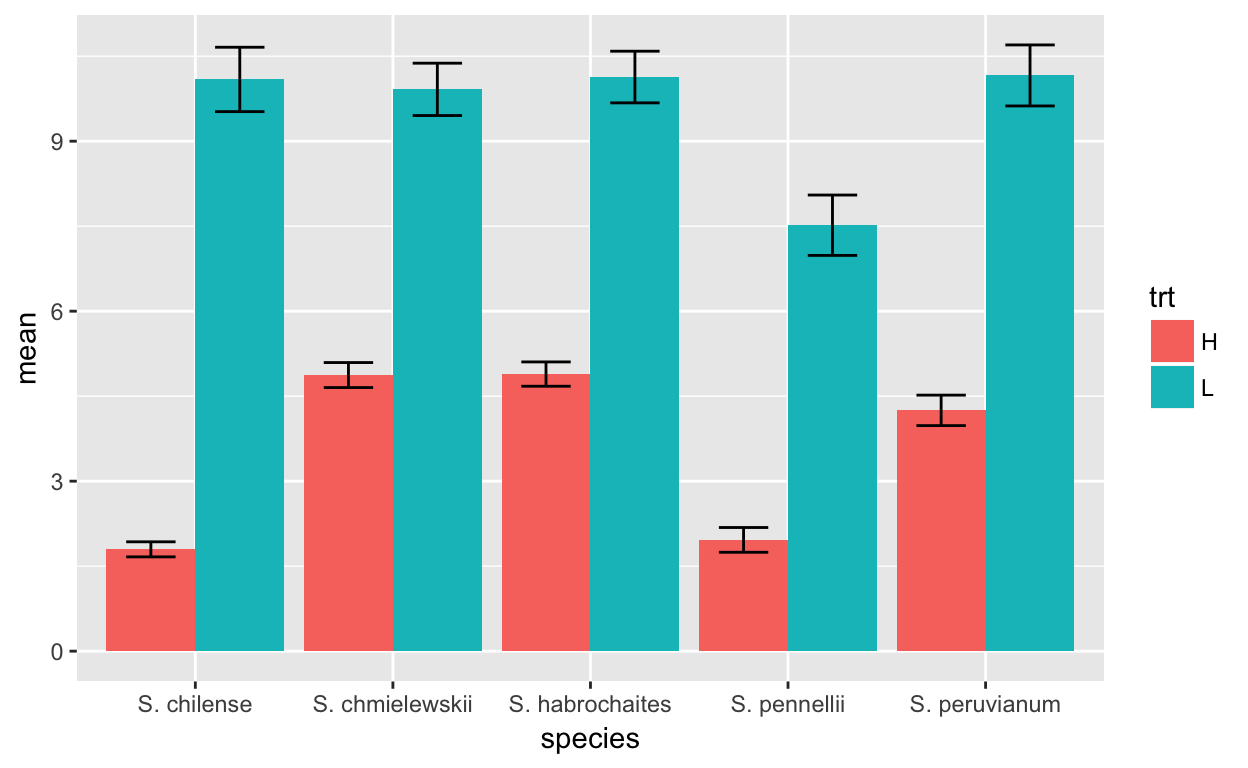 mean
9
6
3
0
S. chilense
S. chmielewskii
S. habrochaites
S. pennellii
S. peruvianum
species
trt
H
L